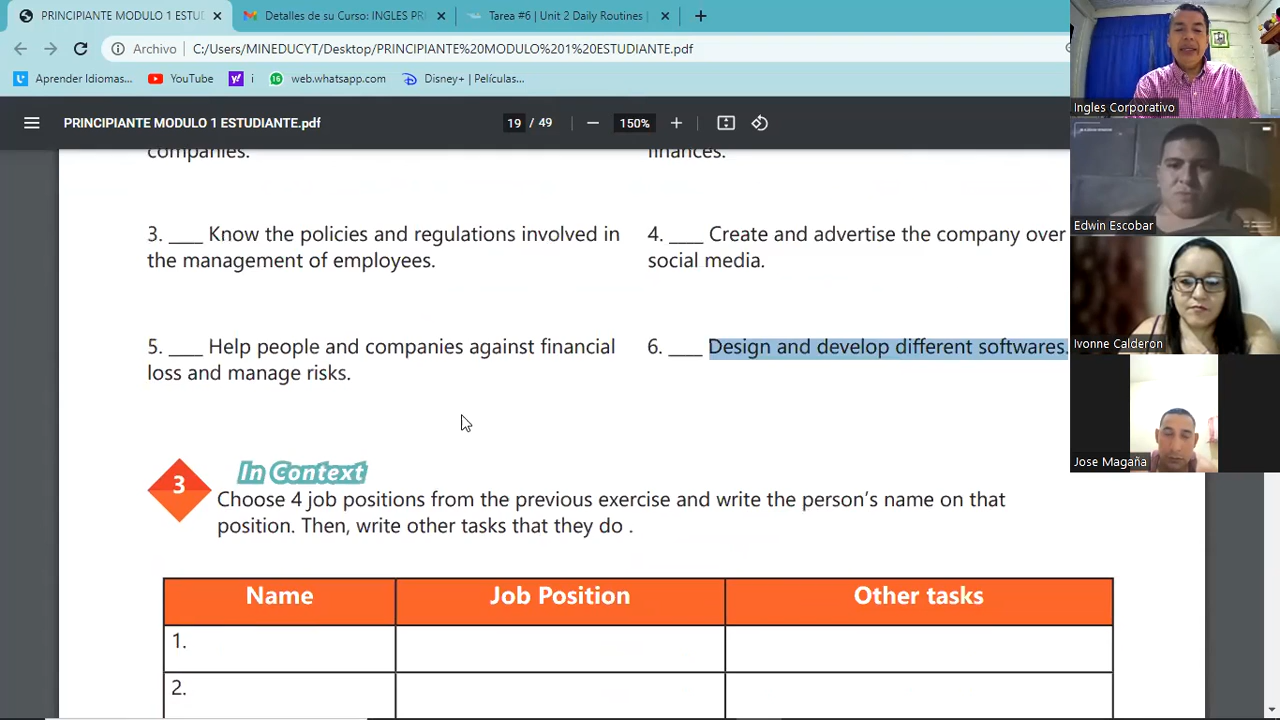 PRINCIPIANTE MODULO 1 ESTUD
Detalles de su Curso: INGLES PR
Tarea #6 | Unit 2 Daily Routines |
Archivo
C:/Users/MINEDUCYT/Desktop/PRINCIPIANTE%20MODULO%201%20ESTUDIANTE.pdf
Aprender Idiomas...
YouTube
i
web.whatsapp.com
Disney+ | Películas...
PRINCIPIANTE MODULO 1 ESTUDIANTE.pdf
19 / 49
150%
companies.
finances.
3. ____ Know the policies and regulations involved in
the management of employees.
4. ____ Create and advertise the company over
social media.
5. ____ Help people and companies against financial
loss and manage risks.
6. ____ Design and develop different softwares.
3
In Context
Choose 4 job positions from the previous exercise and write the person's name on that
position. Then, write other tasks that they do .
Name
Job Position
Other tasks
1.
2.
Ingles Corporativo
Edwin Escobar
Ivonne Calderon
Jose Magaña